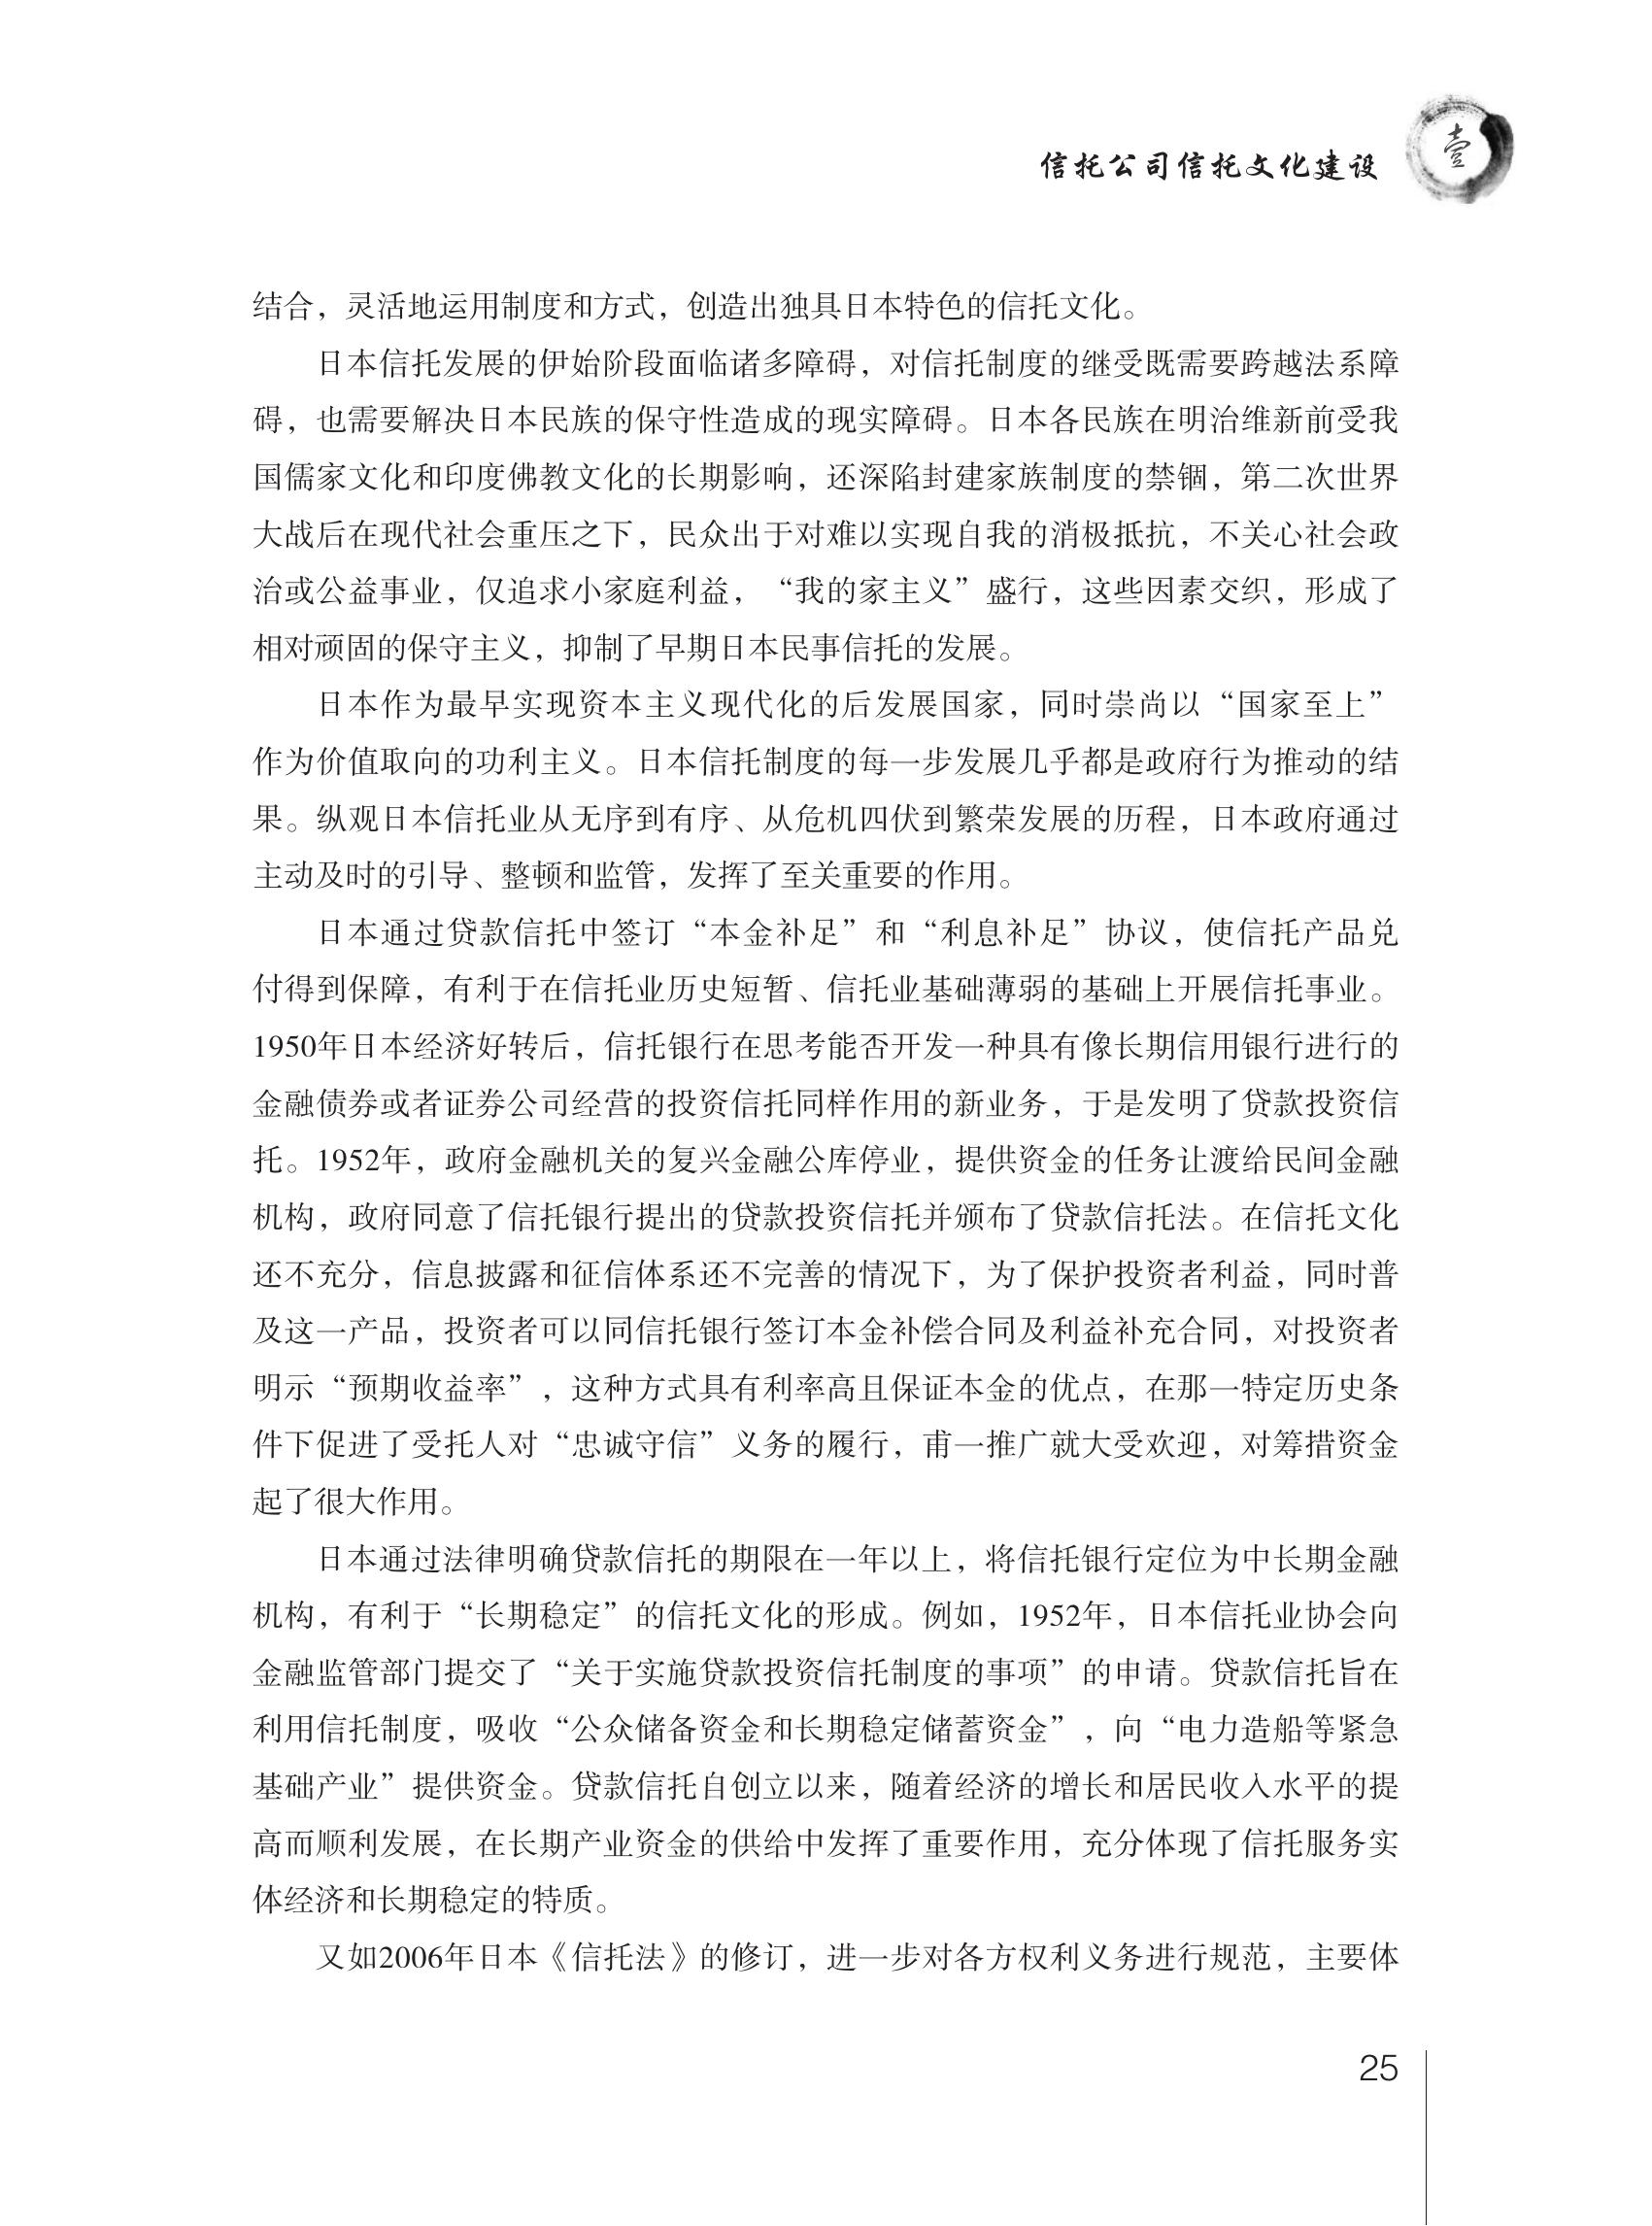 信托公司信托文化建设
壹
结合，灵活地运用制度和方式，创造出独具日本特色的信托文化。
日本信托发展的伊始阶段面临诸多障碍，对信托制度的继受既需要跨越法系障
碍，也需要解决日本民族的保守性造成的现实障碍。日本各民族在明治维新前受我
国儒家文化和印度佛教文化的长期影响，还深陷封建家族制度的禁锢，第二次世界
大战后在现代社会重压之下，民众出于对难以实现自我的消极抵抗，不关心社会政
治或公益事业，仅追求小家庭利益，“我的家主义”盛行，这些因素交织，形成了
相对顽固的保守主义，抑制了早期日本民事信托的发展。
日本作为最早实现资本主义现代化的后发展国家，同时崇尚以“国家至上”
作为价值取向的功利主义。日本信托制度的每一步发展几乎都是政府行为推动的结
果。纵观日本信托业从无序到有序、从危机四伏到繁荣发展的历程，日本政府通过
主动及时的引导、整顿和监管，发挥了至关重要的作用。
日本通过贷款信托中签订“本金补足”和“利息补足”协议，使信托产品兑
付得到保障，有利于在信托业历史短暂、信托业基础薄弱的基础上开展信托事业。
1950年日本经济好转后，信托银行在思考能否开发一种具有像长期信用银行进行的
金融债券或者证券公司经营的投资信托同样作用的新业务，于是发明了贷款投资信
托。1952年，政府金融机关的复兴金融公库停业，提供资金的任务让渡给民间金融
机构，政府同意了信托银行提出的贷款投资信托并颁布了贷款信托法。在信托文化
还不充分，信息披露和征信体系还不完善的情况下，为了保护投资者利益，同时普
及这一产品，投资者可以同信托银行签订本金补偿合同及利益补充合同，对投资者
明示“预期收益率”，这种方式具有利率高且保证本金的优点，在那一特定历史条
件下促进了受托人对“忠诚守信”义务的履行，甫一推广就大受欢迎，对筹措资金
起了很大作用。
日本通过法律明确贷款信托的期限在一年以上，将信托银行定位为中长期金融
机构，有利于“长期稳定”的信托文化的形成。例如，1952年，日本信托业协会向
金融监管部门提交了“关于实施贷款投资信托制度的事项”的申请。贷款信托旨在
利用信托制度，吸收“公众储备资金和长期稳定储蓄资金”，向“电力造船等紧急
基础产业”提供资金。贷款信托自创立以来，随着经济的增长和居民收入水平的提
高而顺利发展，在长期产业资金的供给中发挥了重要作用，充分体现了信托服务实
体经济和长期稳定的特质。
又如2006年日本《信托法》的修订，进一步对各方权利义务进行规范，主要体
25